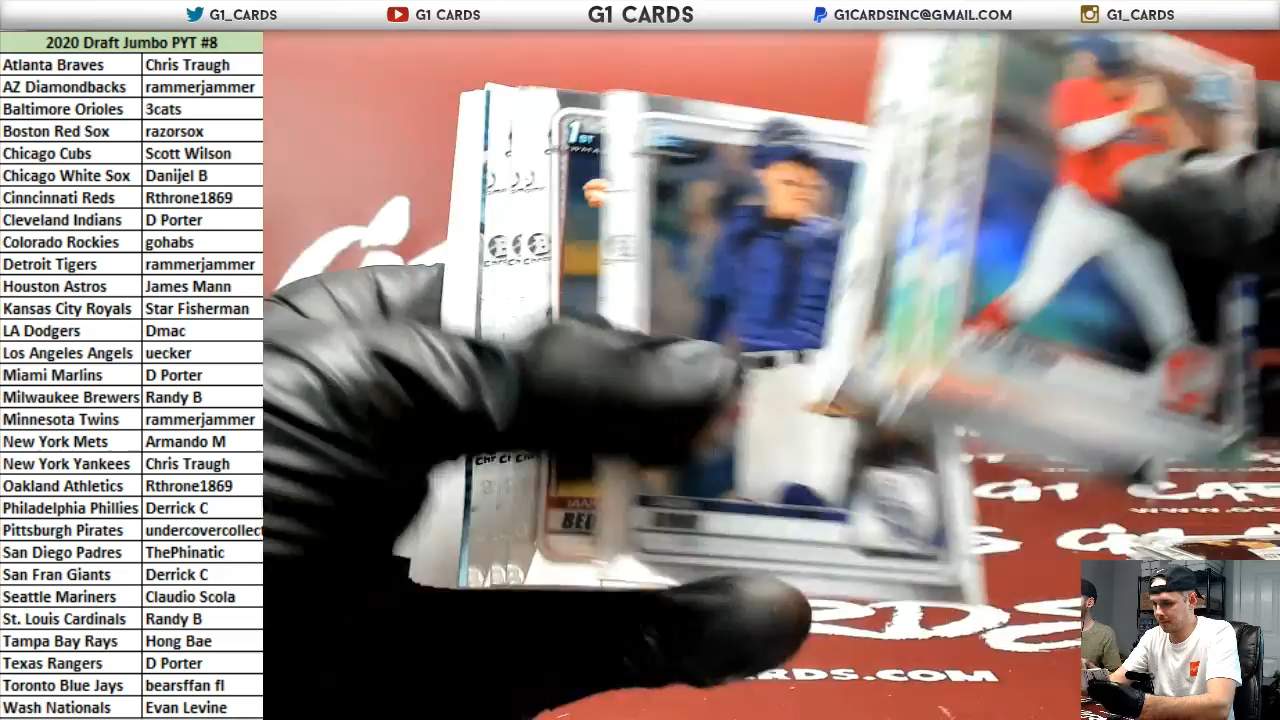 G1_CARDS G1 CARDS G1 CARDS G1CARDSINC@GMAIL.COM G1_CARDS
2020 Draft Jumbo PYT #8
Atlanta Braves Chris Traugh
AZ Diamondbacks rammerjammer
Baltimore Orioles 3cats
Boston Red Sox razorsox
Chicago Cubs Scott Wilson
Chicago White Sox Danijel B
Cinncinnati Reds Rthrone1869
Cleveland Indians D Porter
Colorado Rockies gohabs
Detroit Tigers rammerjammer
Houston Astros James Mann
Kansas City Royals Star Fisherman
LA Dodgers Dmac
Los Angeles Angels uecker
Miami Marlins D Porter
Milwaukee Brewers Randy B
Minnesota Twins rammerjammer
New York Mets Armando M
New York Yankees Chris Traugh
Oakland Athletics Rthrone1869
Philadelphia Phillies Derrick C
Pittsburgh Pirates undercovercollect
San Diego Padres ThePhinatic
San Fran Giants Derrick C
Seattle Mariners Claudio Scola
St. Louis Cardinals Randy B
Tampa Bay Rays Hong Bae
Texas Rangers D Porter
Toronto Blue Jays bearsffan fl
Wash Nationals Evan Levine
1st